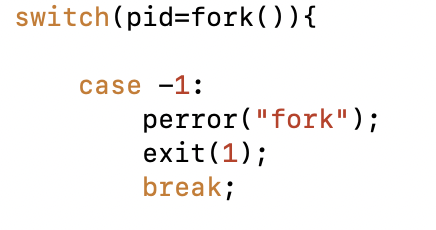 switch(pid=fork()){
    case -1:
        perror("fork");
        exit(1);
        break;